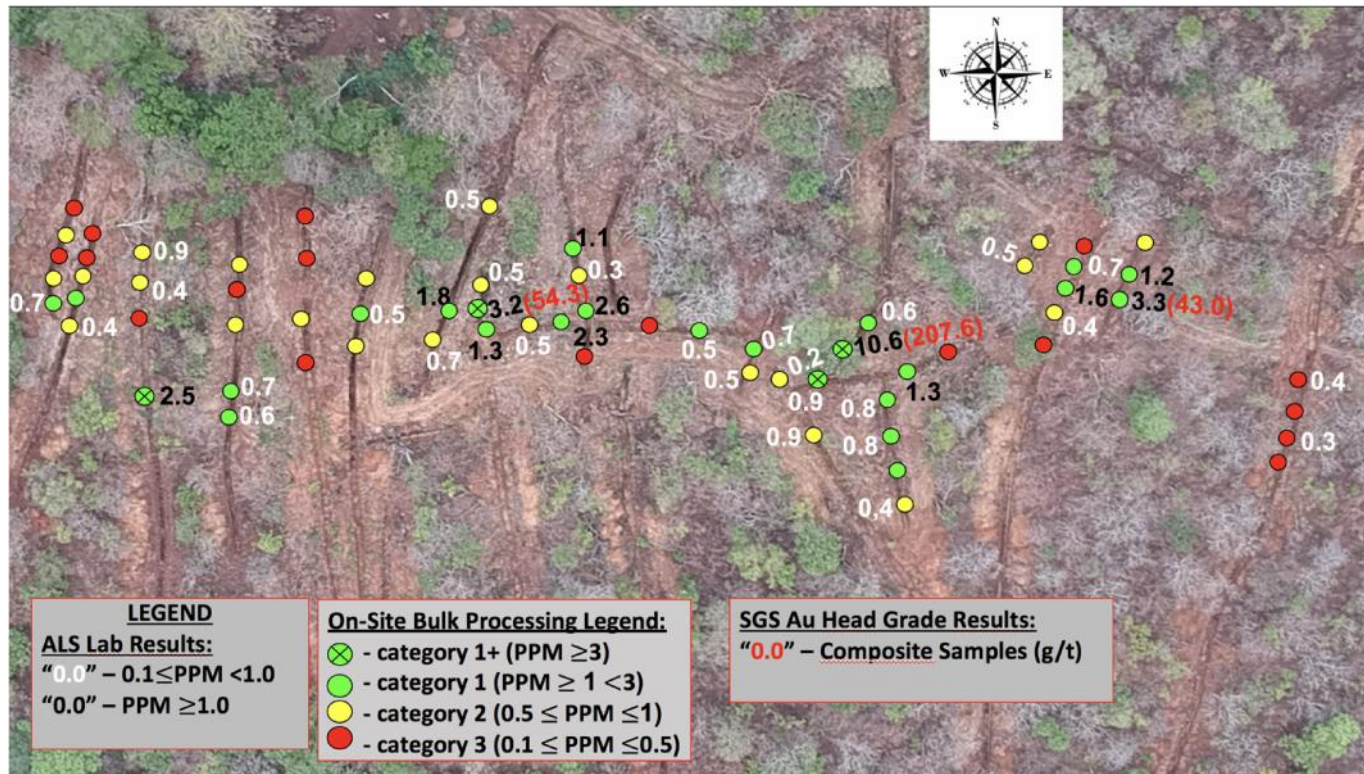 N
W E
S
0.5
1.1
0.9
0.5
0.3
0.4
0.5
0.7
1.2
0.7
0.4
0.5
1.8
3.2(54.3)
2.6
1.3
0.5
2.3
0.7
0.5
0.6
1.6
3.3(43.0)
0.4
0.7
10.6(207.6)
0.5
0.2
1.3
0.4
2.5
0.7
0.6
0.9
0.8
0.9
0.8
0.3
0,4
LEGEND
ALS Lab Results:
“0.0” – 0.1≤PPM <1.0
“0.0” – PPM ≥1.0
On-Site Bulk Processing Legend:
- category 1+ (PPM ≥3)
- category 1 (PPM ≥ 1 <3)
- category 2 (0.5 ≤ PPM ≤1)
- category 3 (0.1 ≤ PPM ≤0.5)
SGS Au Head Grade Results:
“0.0” – Composite Samples (g/t)